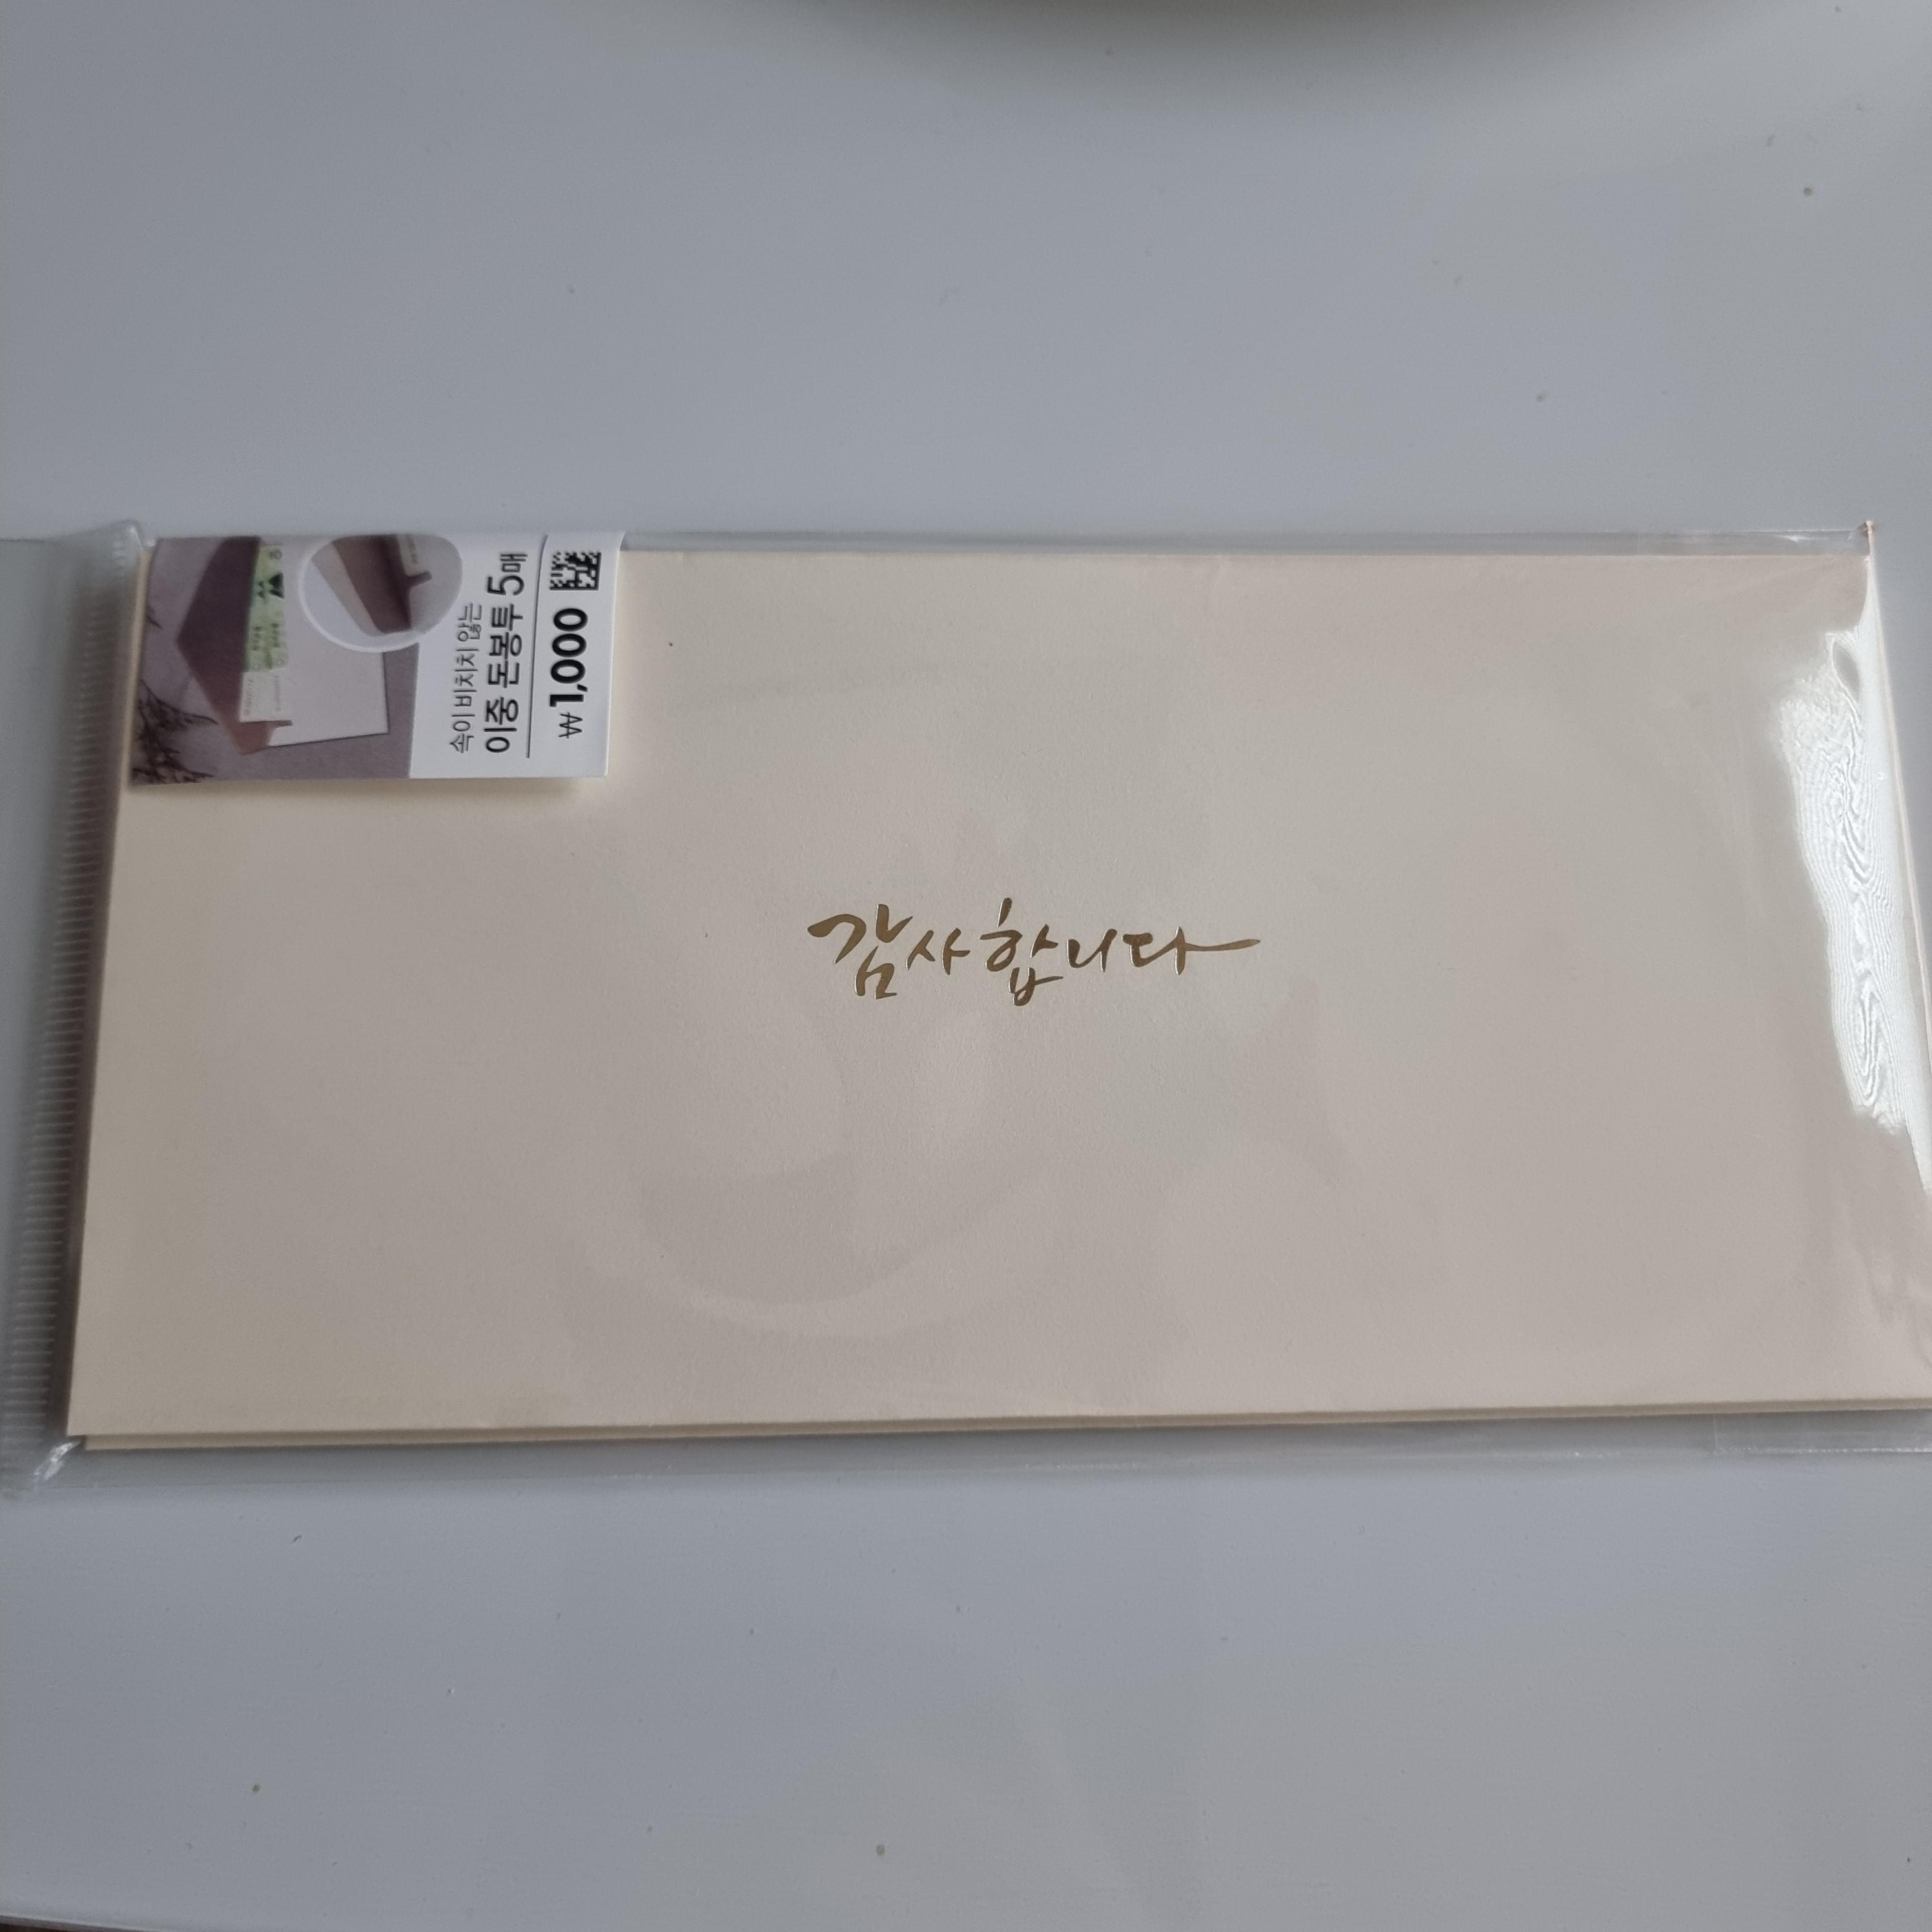 속이 비치지 않는
이중 돈봉투 5매
₩1,000
감사합니다